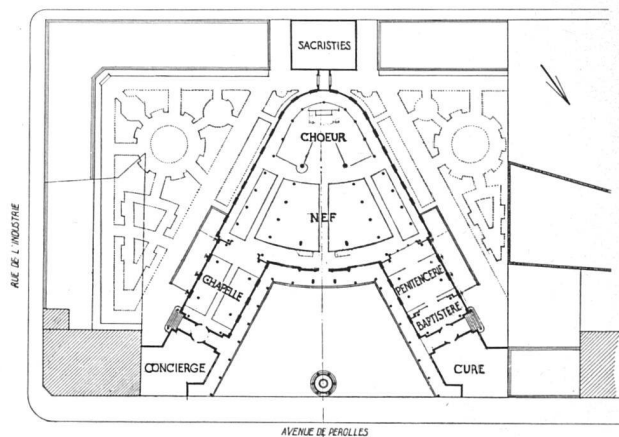 SACRISTIES
CHOEUR
NEF
CHAPELLE
PENITENCERIE
BAPTISTERE
CONCIERGE
CURE
RUE DE L'INDUSTRIE
AVENUE DE PEROLLES